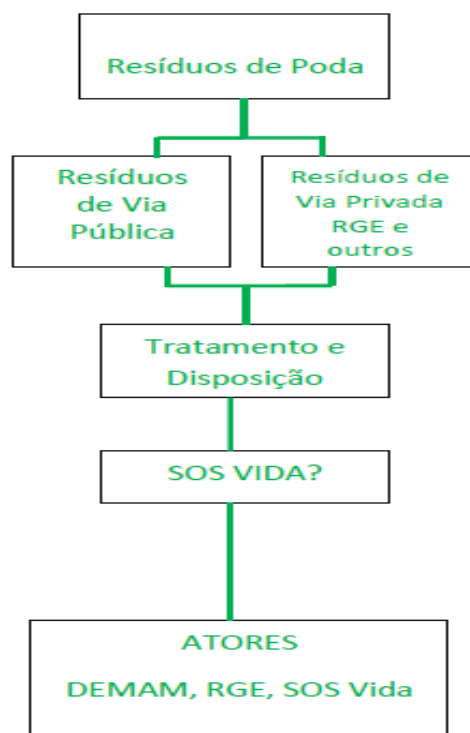 Resíduos de Poda
Resíduos
de Via
Pública
Resíduos de
Via Privada
RGE e
outros
Tratamento e
Disposição
SOS VIDA?
ATORES
DEMAM, RGE, SOS Vida